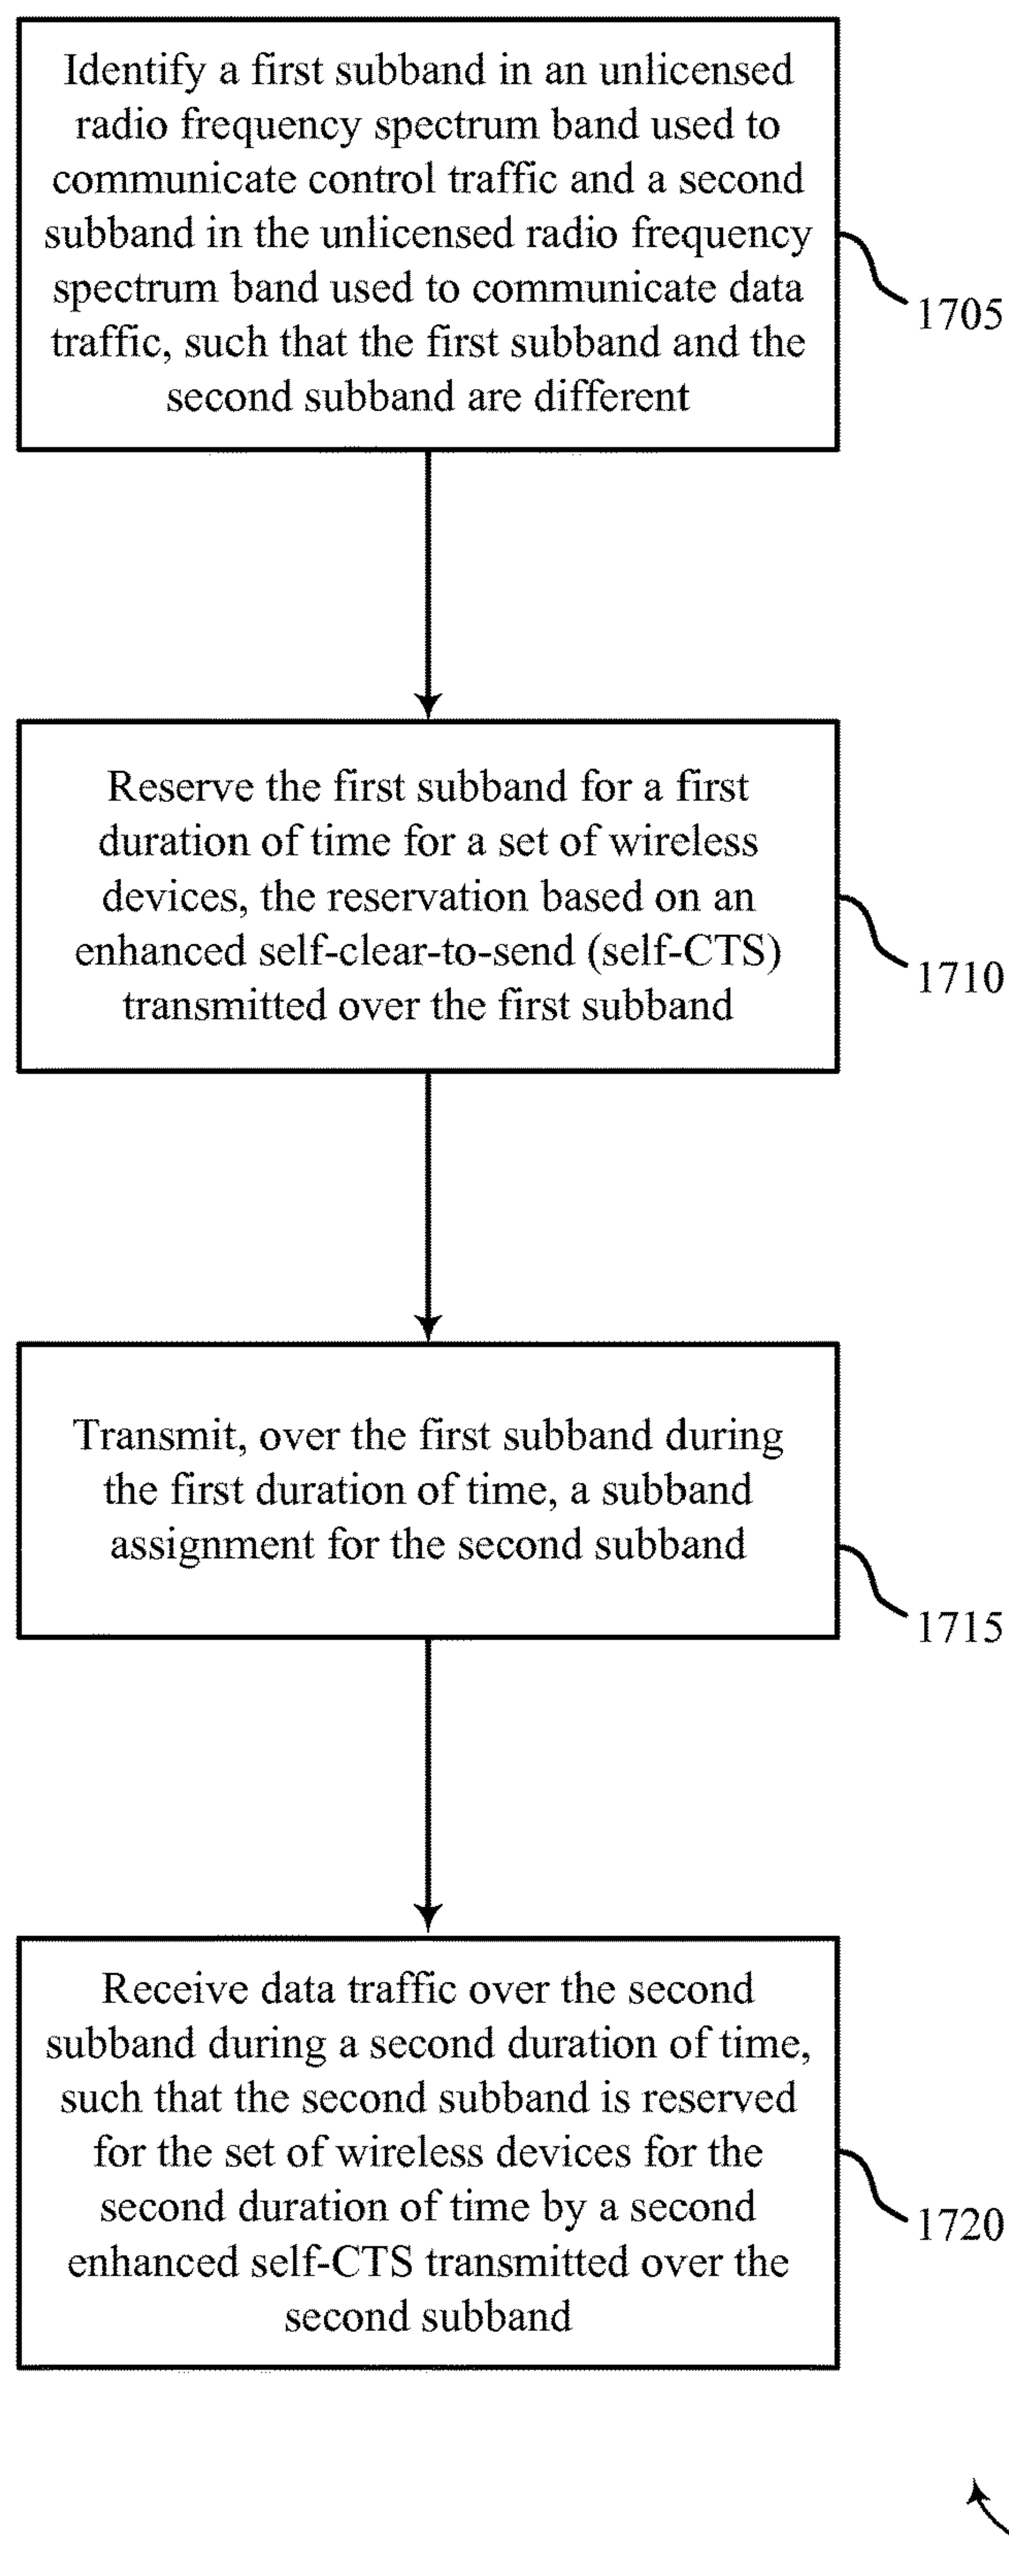 Identify a first subband in an unlicensed
radio frequency spectrum band used to
communicate control traffic and a second
subband in the unlicensed radio frequency
spectrum band used to communicate data
traffic, such that the first subband and the
second subband are different
1705
Reserve the first subband for a first
duration of time for a set of wireless
devices, the reservation based on an
enhanced self-clear-to-send (self-CTS)
transmitted over the first subband
1710
Transmit, over the first subband during
the first duration of time, a subband
assignment for the second subband
1715
Receive data traffic over the second
subband during a second duration of time,
such that the second subband is reserved
for the set of wireless devices for the
second duration of time by a second
enhanced self-CTS transmitted over the
second subband
1720